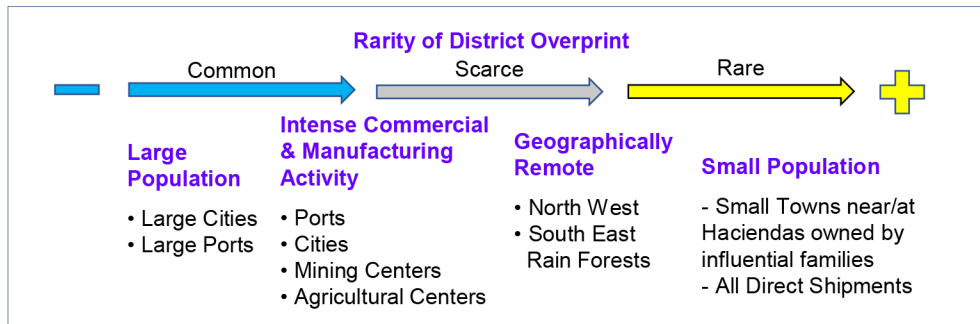 Rarity of District Overprint
Common
Scarce
Rare
Large
Population
• Large Cities
• Large Ports
Intense Commercial
& Manufacturing
Activity
• Ports
• Cities
• Mining Centers
• Agricultural Centers
Geographically
Remote
• North West
• South East
Rain Forests
Small Population
- Small Towns near/at
Haciendas owned by
influential families
- All Direct Shipments